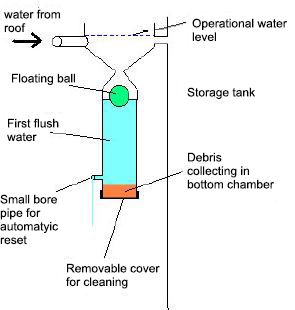 water from
roof
Operational water
level
Floating ball
Storage tank
First flush
water
Debris
collecting in
bottom chamber
Small bore
pipe for
automatyic
reset
Removable cover
for cleaning